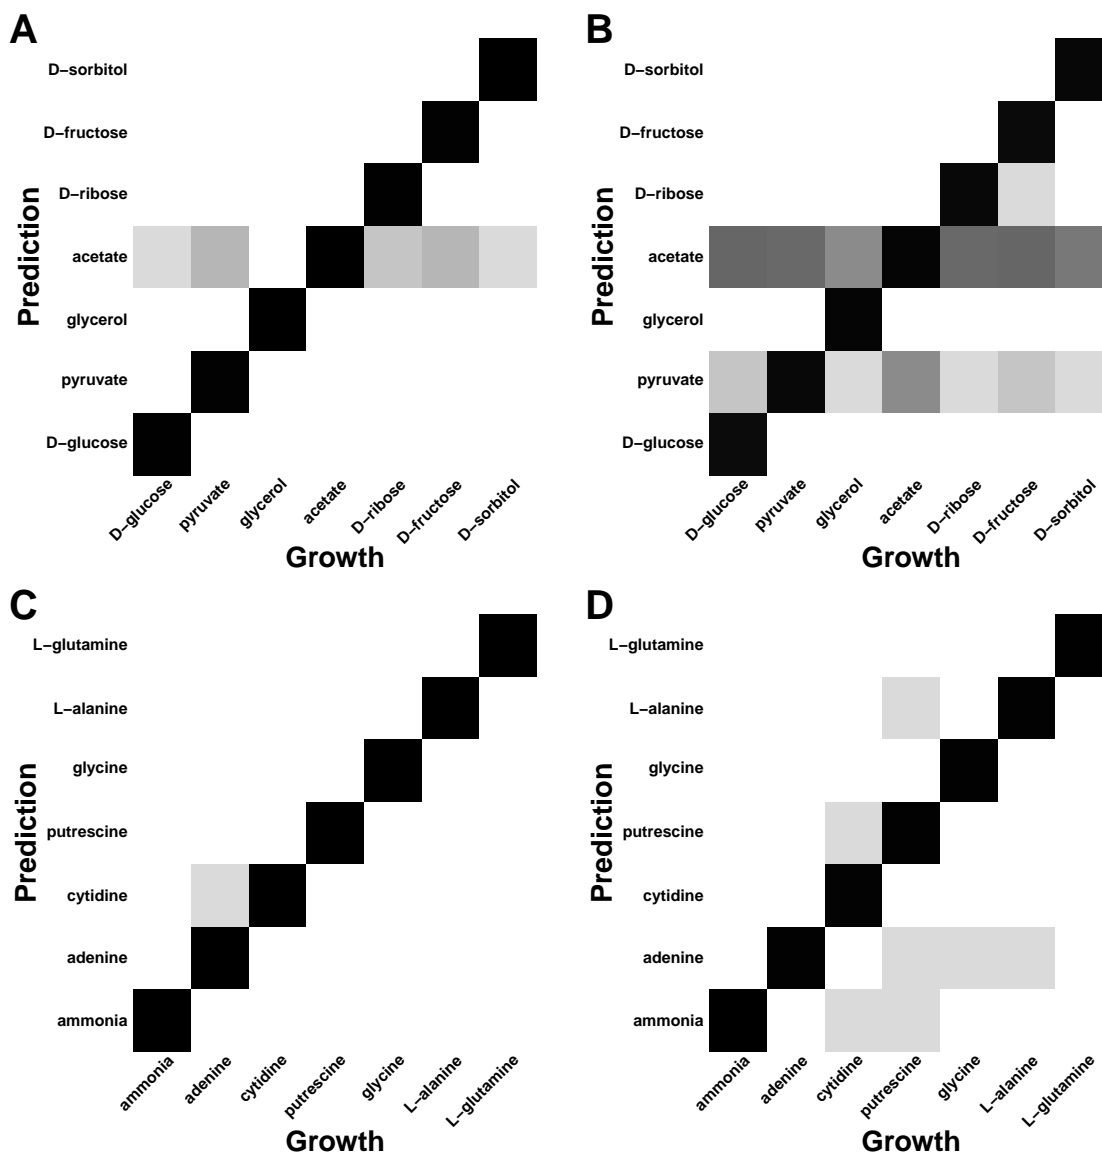 A
D−sorbitol
D−fructose
D−ribose
acetate
glycerol
pyruvate
D−glucose
Prediction
D−glucose
pyruvate
glycerol
acetate
D−ribose
D−fructose
D−sorbitol
Growth
B
D−sorbitol
D−fructose
D−ribose
acetate
glycerol
pyruvate
D−glucose
Prediction
D−glucose
pyruvate
glycerol
acetate
D−ribose
D−fructose
D−sorbitol
Growth
C
L−glutamine
L−alanine
glycine
putrescine
cytidine
adenine
ammonia
Prediction
ammonia
adenine
cytidine
putrescine
glycine
L−alanine
L−glutamine
Growth
D
L−glutamine
L−alanine
glycine
putrescine
cytidine
adenine
ammonia
Prediction
ammonia
adenine
cytidine
putrescine
glycine
L−alanine
L−glutamine
Growth